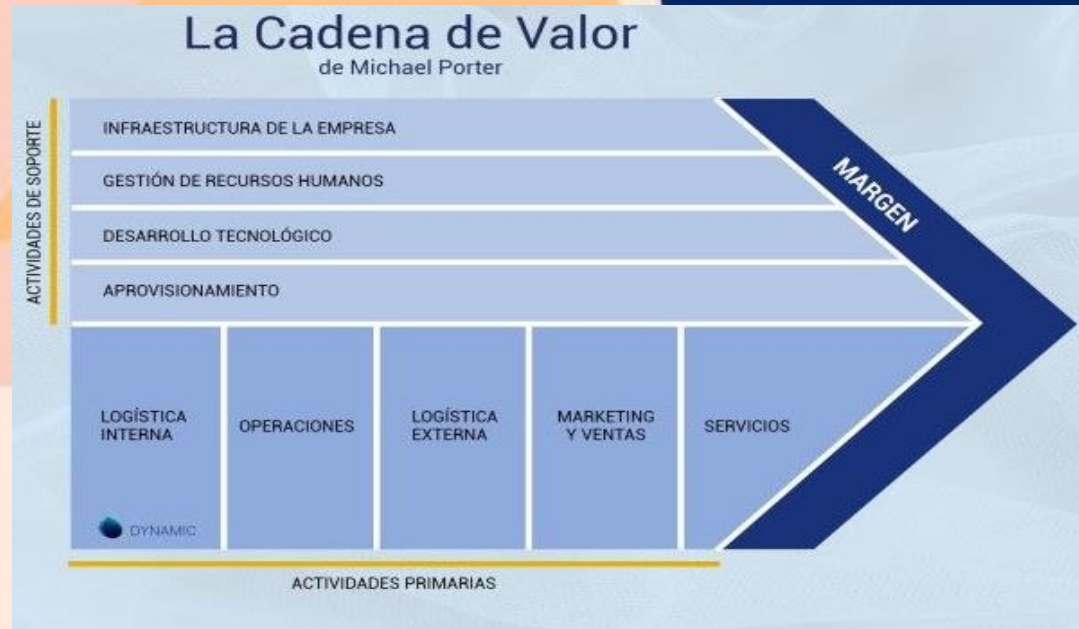 La Cadena de Valor
de Michael Porter
ACTIVIDADES DE SOPORTE
INFRAESTRUCTURA DE LA EMPRESA
GESTIÓN DE RECURSOS HUMANOS
DESARROLLO TECNOLÓGICO
APROVISIONAMIENTO
MARGEN
LOGÍSTICA
INTERNA
OPERACIONES
LOGÍSTICA
EXTERNA
MARKETING
Y VENTAS
SERVICIOS
DYNAMIC
ACTIVIDADES PRIMARIAS